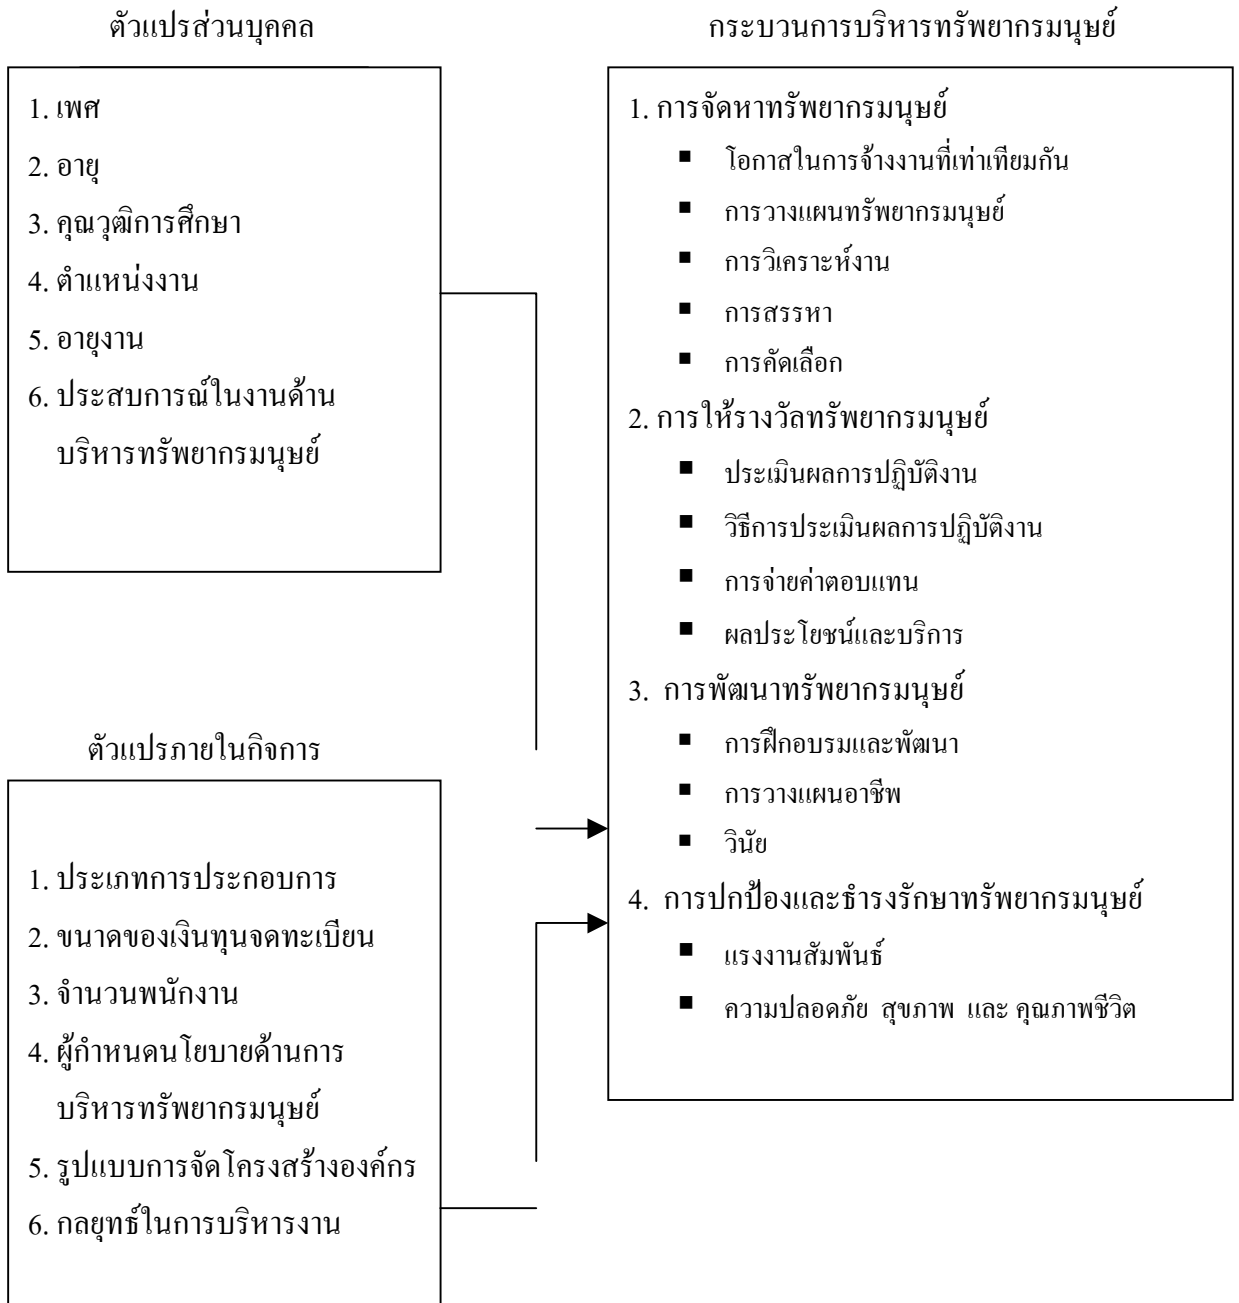 ตัวแปรส่วนบุคคล
1. เพศ
2. อายุ
3. คุณวุฒิการศึกษา
4. ตำแหน่งงาน
5. อายุงาน
6. ประสบการณ์ในงานด้าน
บริหารทรัพยากรมนุษย์
ตัวแปรภายในกิจการ
1. ประเภทการประกอบการ
2. ขนาดของเงินทุนจดทะเบียน
3. จำนวนพนักงาน
4. ผู้กำหนดนโยบายด้านการ
บริหารทรัพยากรมนุษย์
5. รูปแบบการจัดโครงสร้างองค์กร
6. กลยุทธ์ในการบริหารงาน
กระบวนการบริหารทรัพยากรมนุษย์
1. การจัดหาทรัพยากรมนุษย์
▪ โอกาสในการจ้างงานที่เท่าเทียมกัน
▪ การวางแผนทรัพยากรมนุษย์
▪ การวิเคราะห์งาน
▪ การสรรหา
▪ การคัดเลือก
2. การให้รางวัลทรัพยากรมนุษย์
▪ ประเมินผลการปฏิบัติงาน
▪ วิธีการประเมินผลการปฏิบัติงาน
▪ การจ่ายค่าตอบแทน
▪ ผลประโยชน์และบริการ
3. การพัฒนาทรัพยากรมนุษย์
▪ การฝึกอบรมและพัฒนา
▪ การวางแผนอาชีพ
▪ วินัย
4. การปกป้องและธำรงรักษาทรัพยากรมนุษย์
▪ แรงงานสัมพันธ์
▪ ความปลอดภัย สุขภาพ และ คุณภาพชีวิต